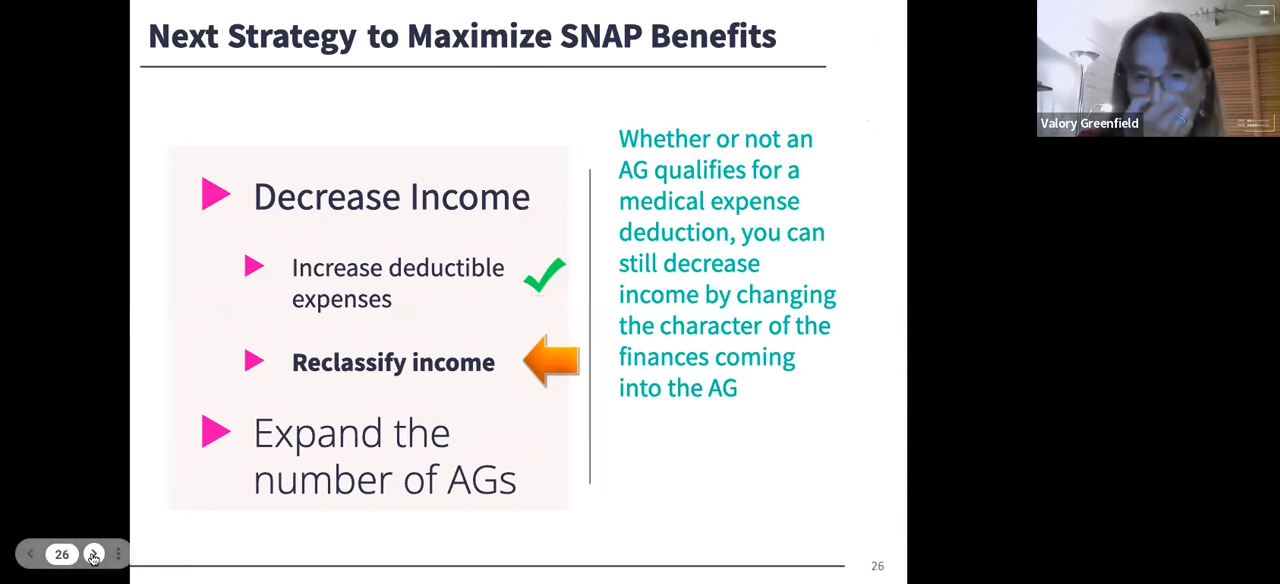 Next Strategy to Maximize SNAP Benefits
Decrease Income
Increase deductible
expenses
Reclassify income
Expand the
number of AGs
Whether or not an
AG qualifies for a
medical expense
deduction, you can
still decrease
income by changing
the character of the
finances coming
into the AG
Valory Greenfield
26
26